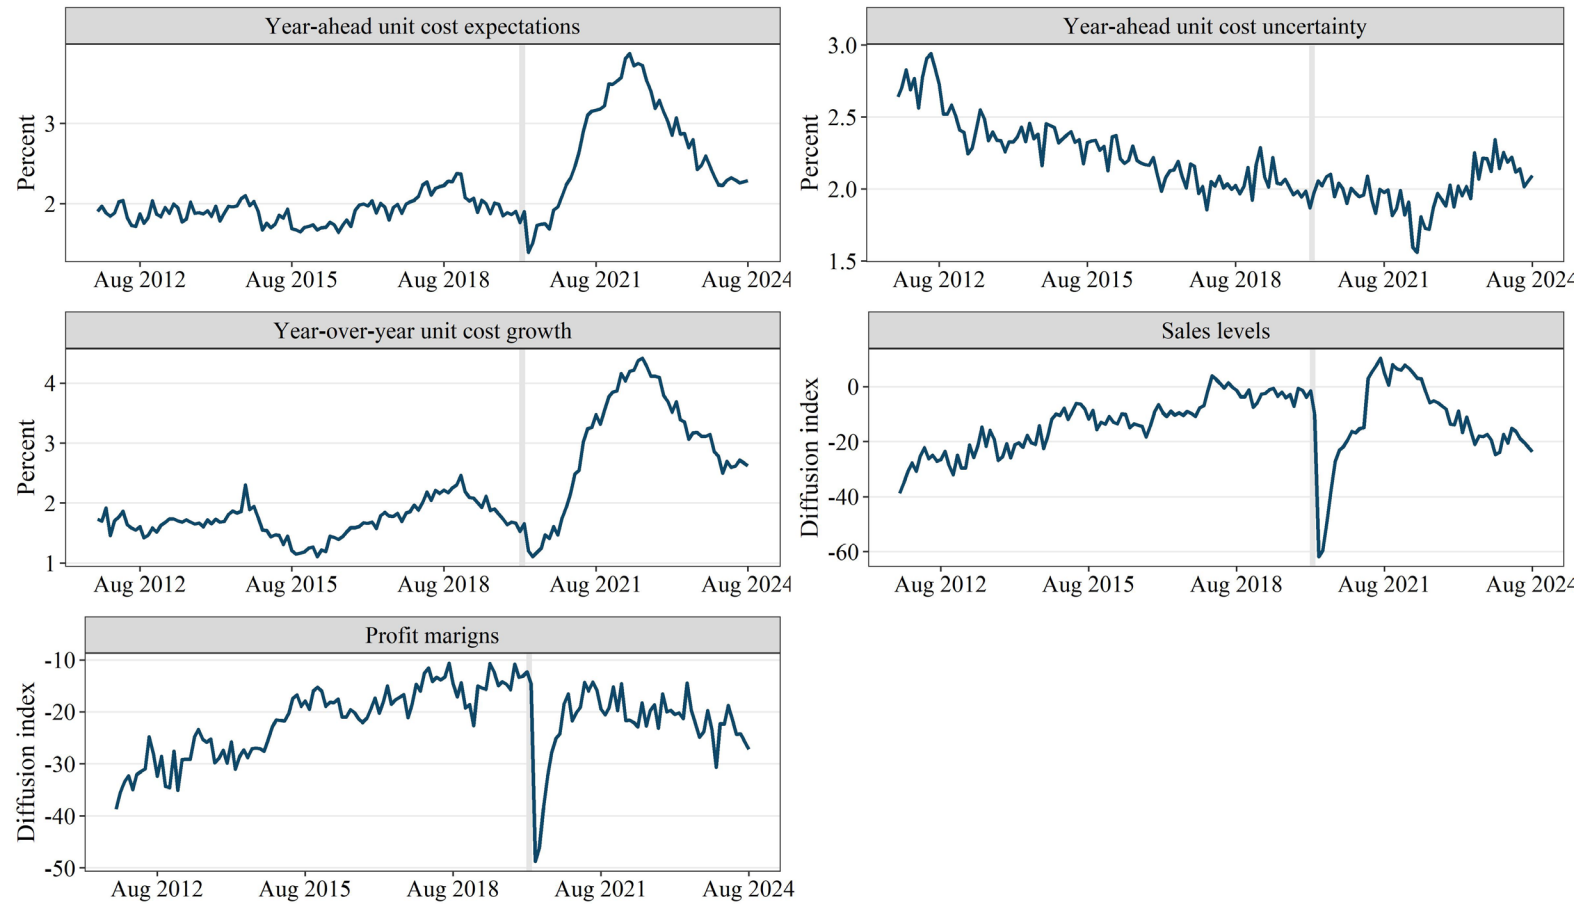 Year-ahead unit cost expectations
Percent
3
2
Aug 2012 Aug 2015 Aug 2018 Aug 2021 Aug 2024
Year-ahead unit cost uncertainty
Percent
3.0
2.5
2.0
1.5
Aug 2012 Aug 2015 Aug 2018 Aug 2021 Aug 2024
Year-over-year unit cost growth
Percent
4
3
2
1
Aug 2012 Aug 2015 Aug 2018 Aug 2021 Aug 2024
Sales levels
Diffusion index
0
-20
-40
-60
Aug 2012 Aug 2015 Aug 2018 Aug 2021 Aug 2024
Profit marigns
Diffusion index
-10
-20
-30
-40
-50
Aug 2012 Aug 2015 Aug 2018 Aug 2021 Aug 2024